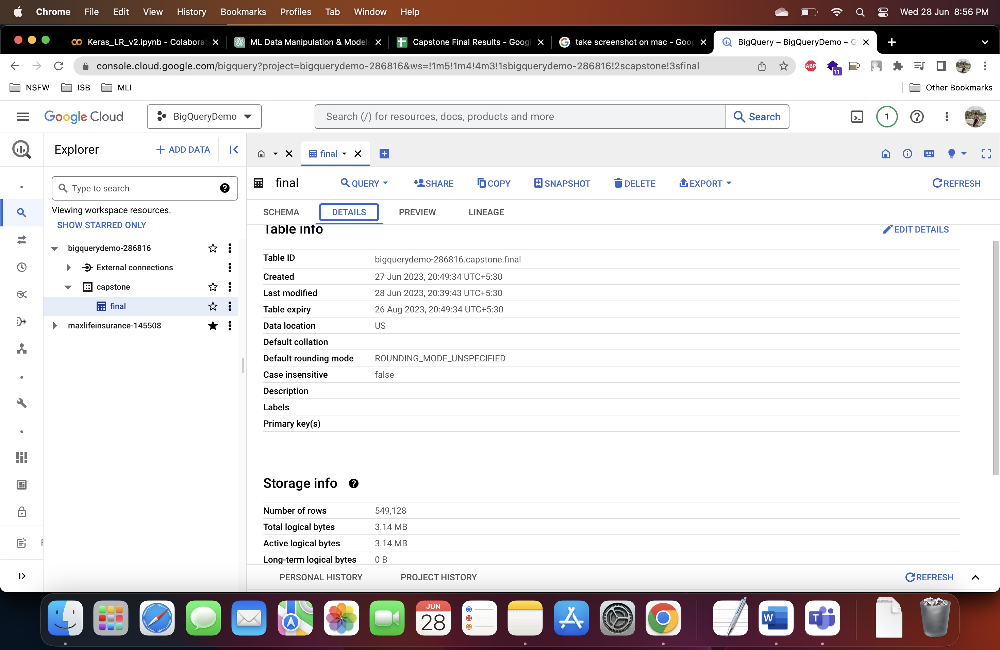 Chrome File Edit View History Bookmarks Profiles Tab Window Help Wed 28 Jun 8:56 PM
Keras_LR_v2.ipynb - Colaborat ML Data Manipulation & Model Capstone Final Results - Googl take screenshot on mac - Goog BigQuery – BigQueryDemo – G
console.cloud.google.com/bigquery?project=bigquerydemo-286816&ws=!1m5!1m4!4m3!1sbigquerydemo-286816!2scapstone!3sfinal ABP 11
NSFW ISB MLI Other Bookmarks
Google Cloud BigQueryDemo Search (/) for resources, docs, products and more Search 1
Explorer + ADD DATA final
final QUERY SHARE COPY SNAPSHOT DELETE EXPORT REFRESH
Type to search
Viewing workspace resources.
SHOW STARRED ONLY
bigquerydemo-286816
External connections
capstone
final
maxlifeinsurance-145508
SCHEMA DETAILS PREVIEW LINEAGE
Table info EDIT DETAILS
Table ID bigquerydemo-286816.capstone.final
Created 27 Jun 2023, 20:49:34 UTC+5:30
Last modified 28 Jun 2023, 20:39:43 UTC+5:30
Table expiry 26 Aug 2023, 20:49:34 UTC+5:30
Data location US
Default collation
Default rounding mode ROUNDING_MODE_UNSPECIFIED
Case insensitive false
Description
Labels
Primary key(s)
Storage info
Number of rows 549,128
Total logical bytes 3.14 MB
Active logical bytes 3.14 MB
Long-term logical bytes 0 B
PERSONAL HISTORY PROJECT HISTORY REFRESH
JUN
28
W
T